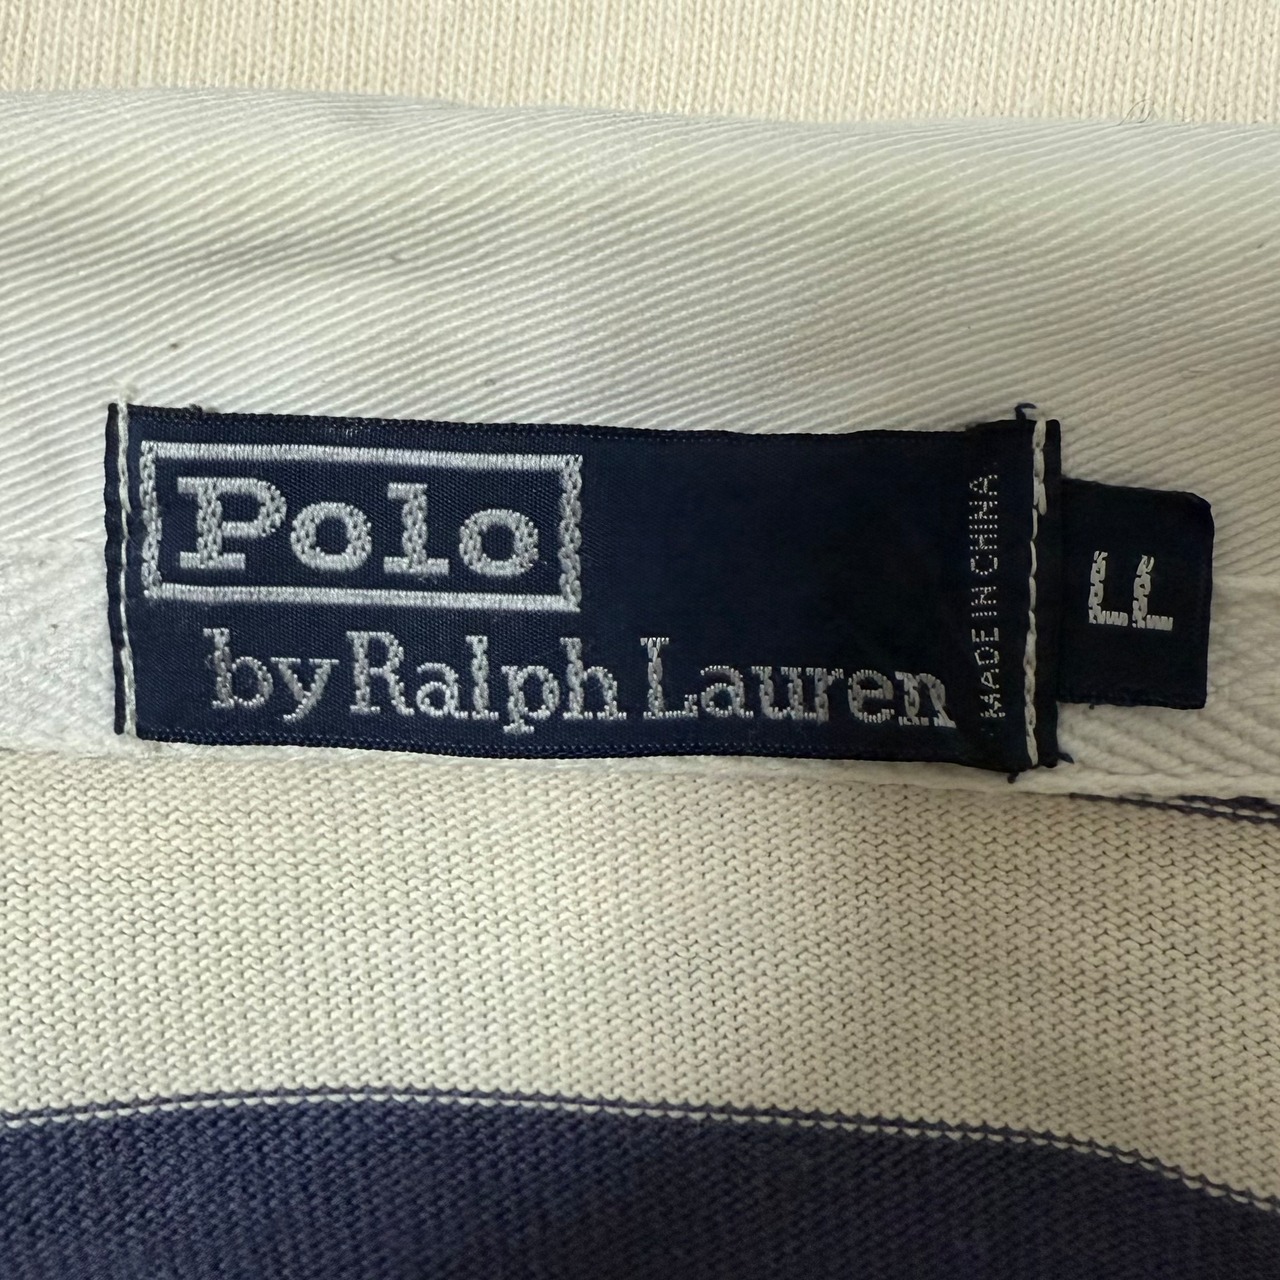 Polo
by Ralph Lauren
MADE IN CHINA
LL